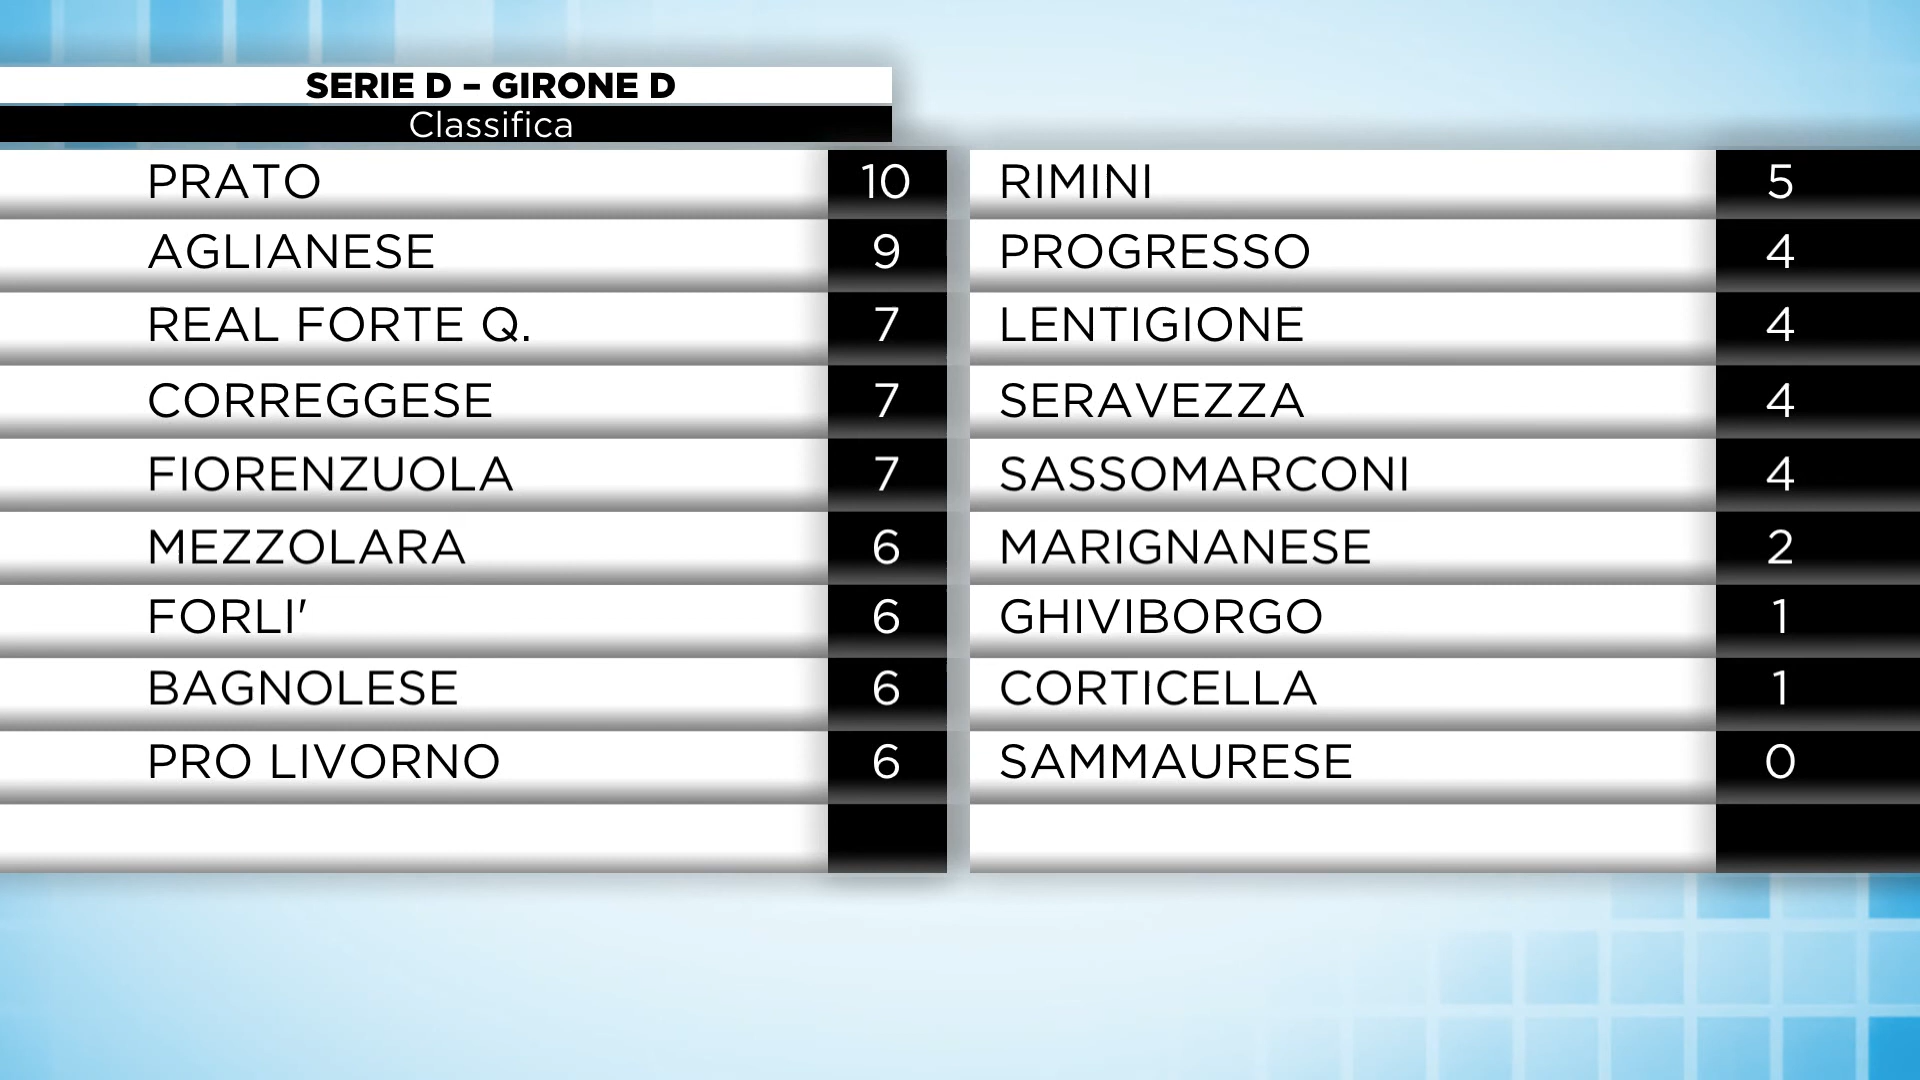 SERIE D – GIRONE D
Classifica
PRATO 10
AGLIANESE 9
REAL FORTE Q. 7
CORREGGESE 7
FIORENZUOLA 7
MEZZOLARA 6
FORLI' 6
BAGNOLESE 6
PRO LIVORNO 6
RIMINI 5
PROGRESSO 4
LENTIGIONE 4
SERAVEZZA 4
SASSOMARCONI 4
MARIGNANESE 2
GHIVIBORGO 1
CORTICELLA 1
SAMMAURESE 0